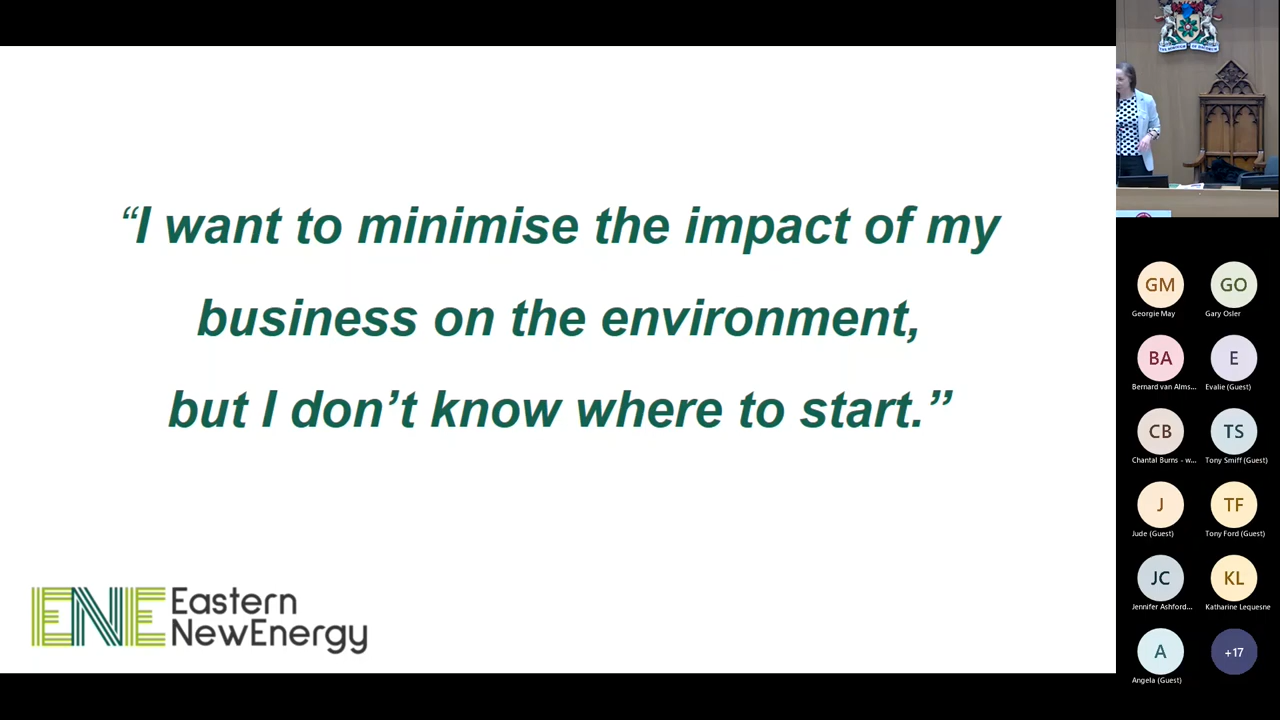 “I want to minimise the impact of my
business on the environment,
but I don’t know where to start.”
ENE Eastern
NewEnergy
GM
Georgie May
GO
Gary Osler
BA
Bernard van Alms...
E
Evalie (Guest)
CB
Chantal Burns - w...
TS
Tony Smiff (Guest)
J
Jude (Guest)
TF
Tony Ford (Guest)
JC
Jennifer Ashford...
KL
Katharine Lequesne
A
Angela (Guest)
+17